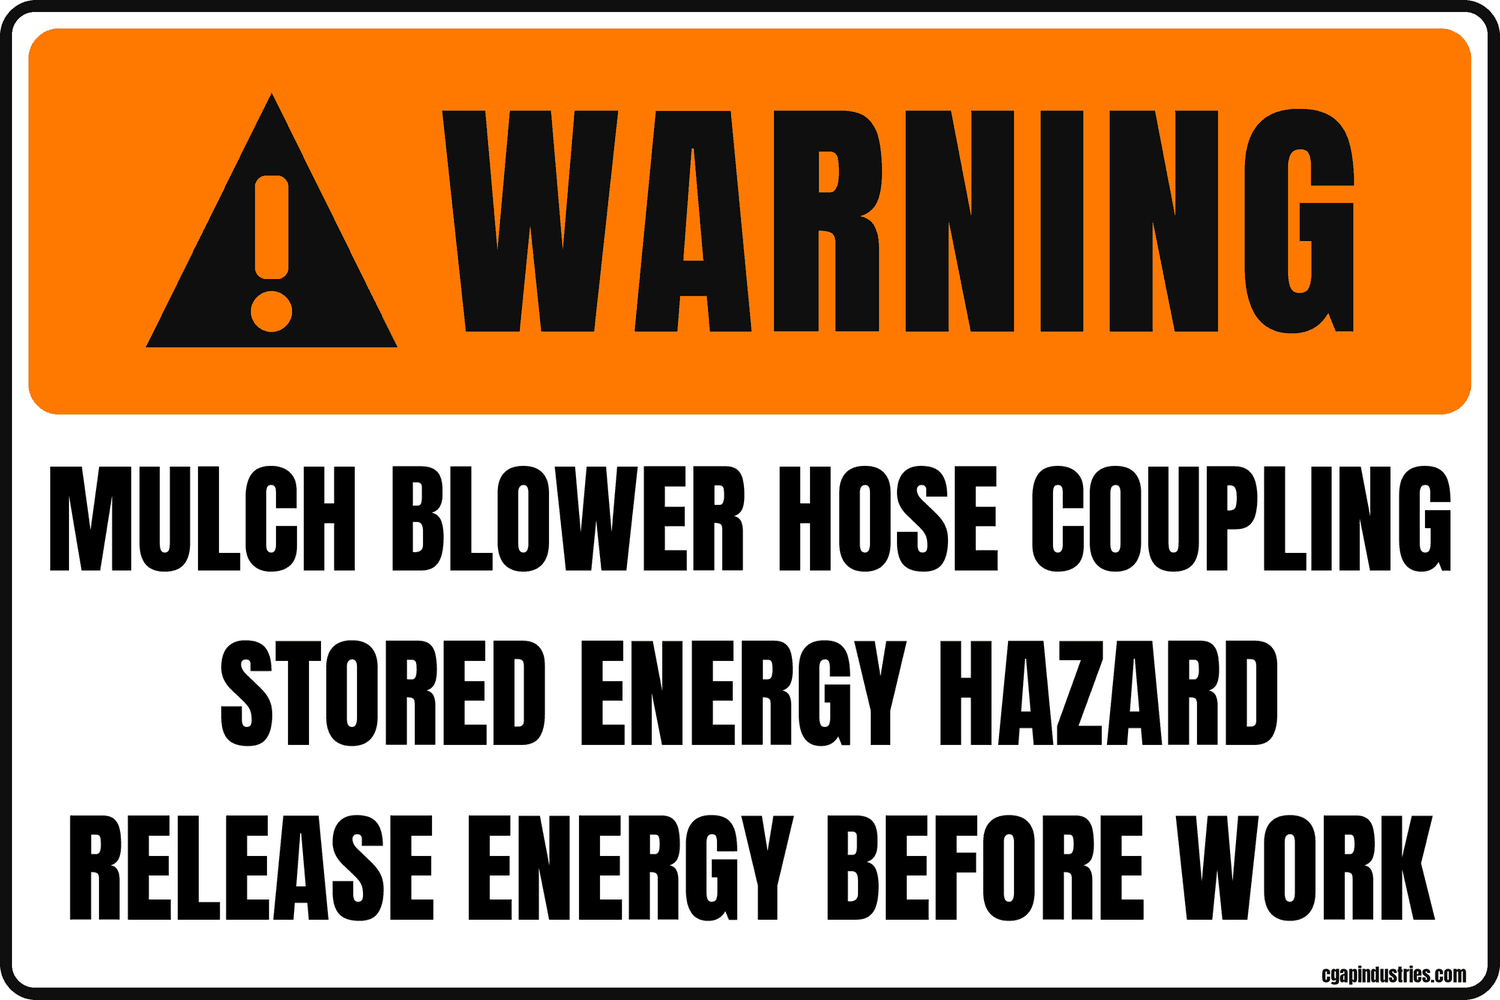 WARNING
MULCH BLOWER HOSE COUPLING
STORED ENERGY HAZARD
RELEASE ENERGY BEFORE WORK
cgapindustries.com